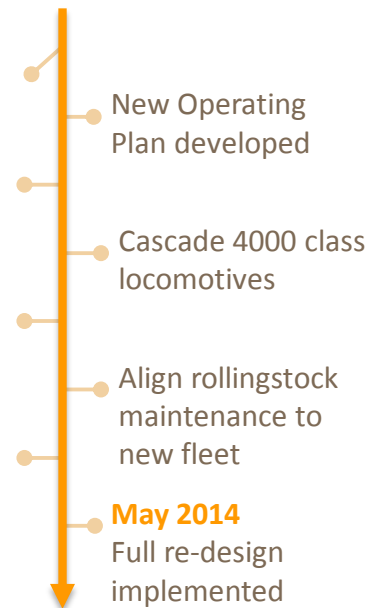 New Operating
Plan developed
Cascade 4000 class
locomotives
Align rollingstock
maintenance to
new fleet
May 2014
Full re-design
implemented